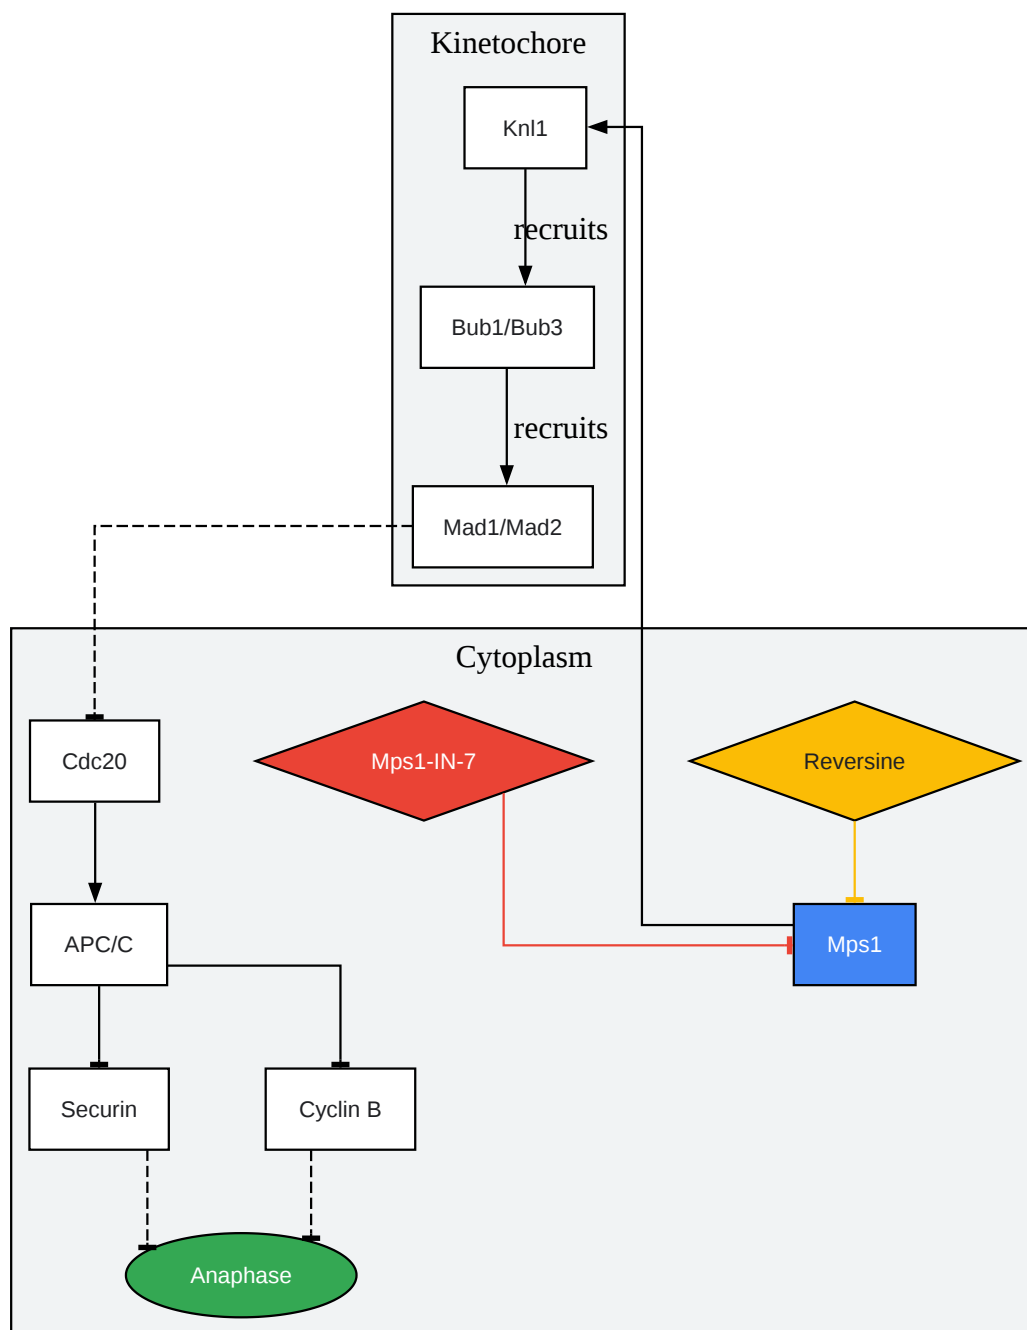 Kinetochore
Knl1
recruits
Bub1/Bub3
recruits
Mad1/Mad2
Cytoplasm
Cdc20
Mps1-IN-7
Reversine
APC/C
Mps1
Securin
Cyclin B
Anaphase